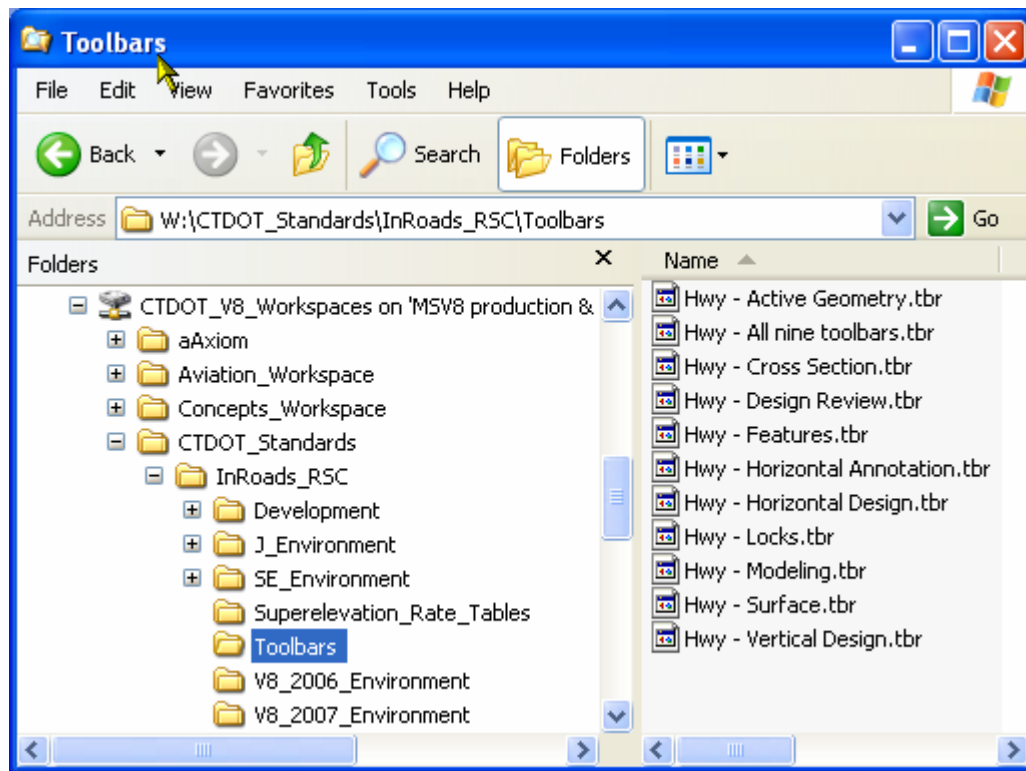 Toolbars
File Edit View Favorites Tools Help
Back Search Folders
Address W:\CTDOT_Standards\InRoads_RSC\Toolbars Go
Folders
CTDOT_V8_Workspaces on 'MSV8 production &
aAxiom
Aviation_Workspace
Concepts_Workspace
CTDOT_Standards
InRoads_RSC
Development
J_Environment
SE_Environment
Superelevation_Rate_Tables
Toolbars
V8_2006_Environment
V8_2007_Environment
Name
Hwy - Active Geometry.tbr
Hwy - All nine toolbars.tbr
Hwy - Cross Section.tbr
Hwy - Design Review.tbr
Hwy - Features.tbr
Hwy - Horizontal Annotation.tbr
Hwy - Horizontal Design.tbr
Hwy - Locks.tbr
Hwy - Modeling.tbr
Hwy - Surface.tbr
Hwy - Vertical Design.tbr